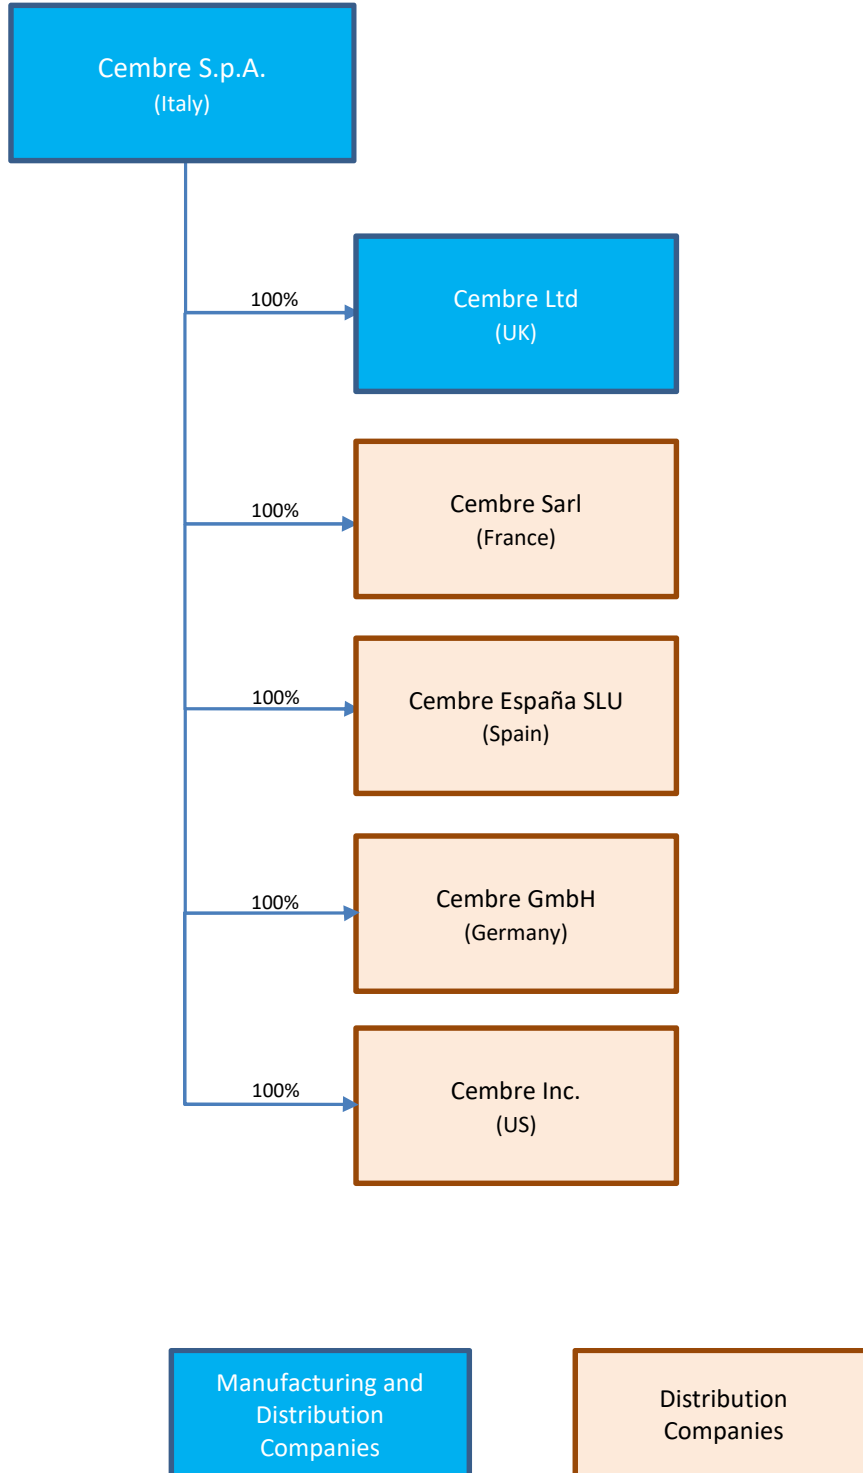 Cembre S.p.A.
(Italy)
100%
Cembre Ltd
(UK)
100%
Cembre Sarl
(France)
100%
Cembre España SLU
(Spain)
100%
Cembre GmbH
(Germany)
100%
Cembre Inc.
(US)
Manufacturing and
Distribution
Companies
Distribution
Companies